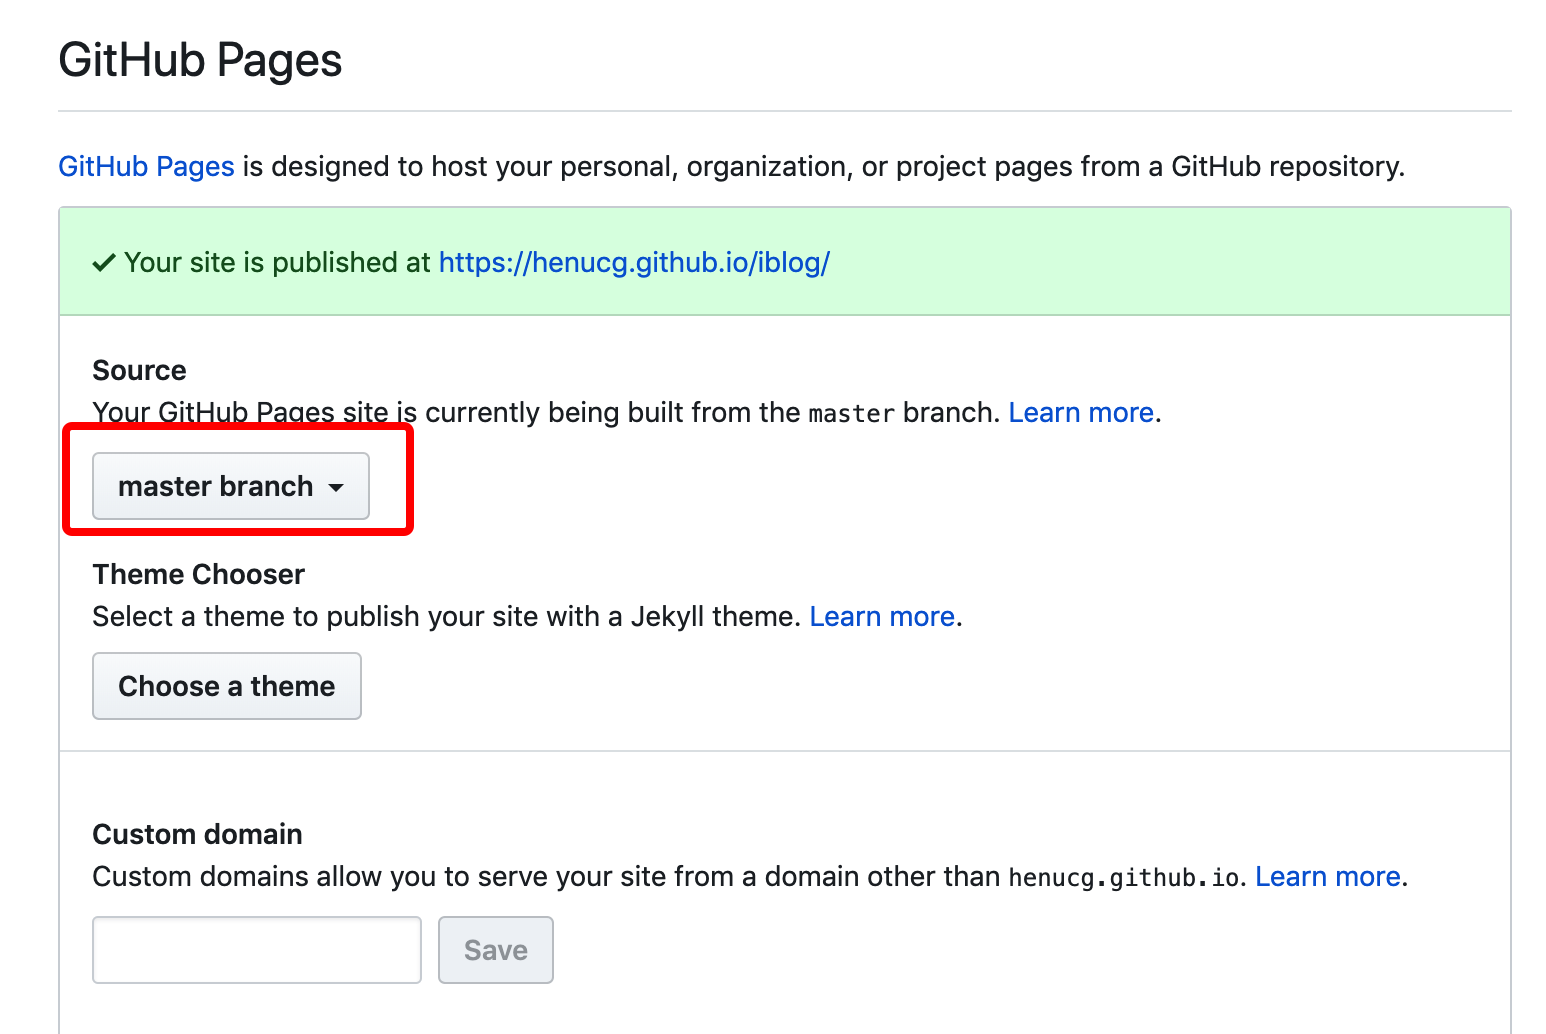 GitHub Pages
GitHub Pages is designed to host your personal, organization, or project pages from a GitHub repository.
Your site is published at https://henucg.github.io/iblog/
Source
Your GitHub Pages site is currently being built from the master branch. Learn more.
master branch
Theme Chooser
Select a theme to publish your site with a Jekyll theme. Learn more.
Choose a theme
Custom domain
Custom domains allow you to serve your site from a domain other than henucg.github.io. Learn more.
Save